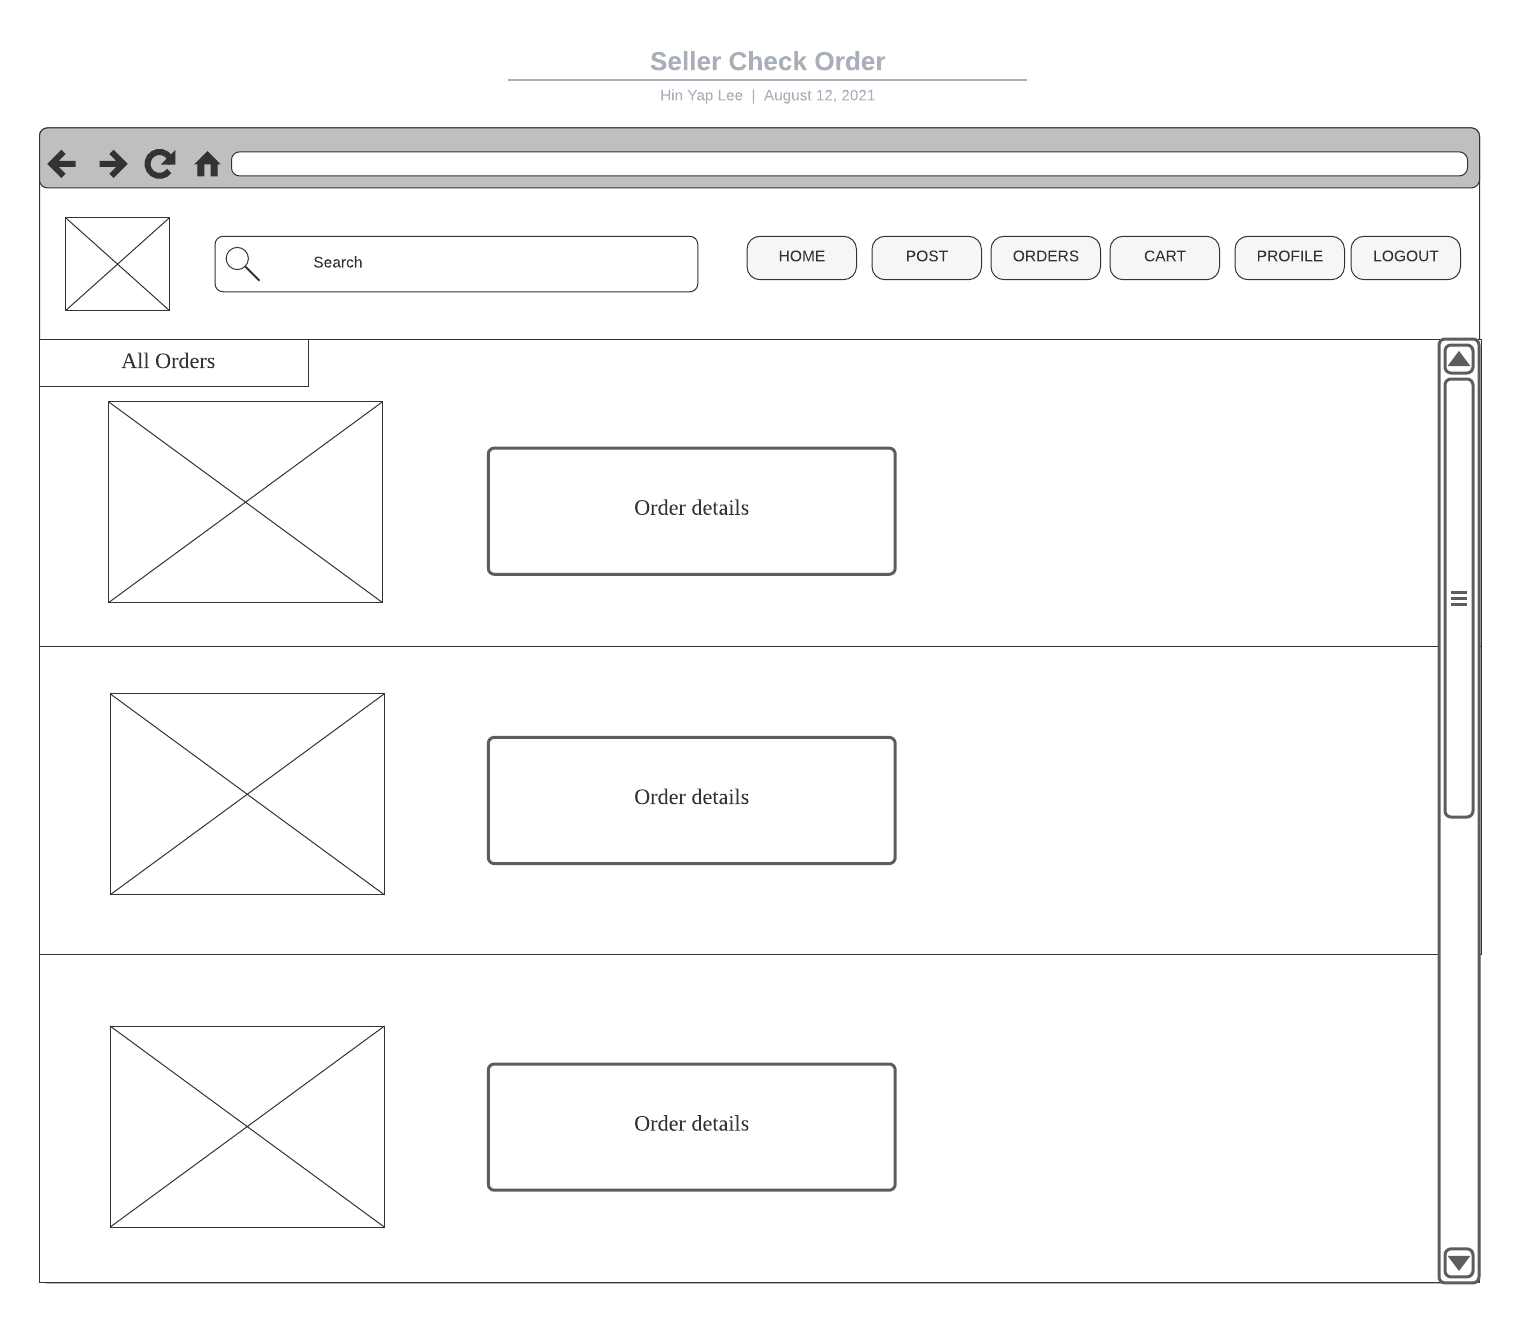 Seller Check Order
Hin Yap Lee | August 12, 2021
Search
HOME
POST
ORDERS
CART
PROFILE
LOGOUT
All Orders
Order details
Order details
Order details